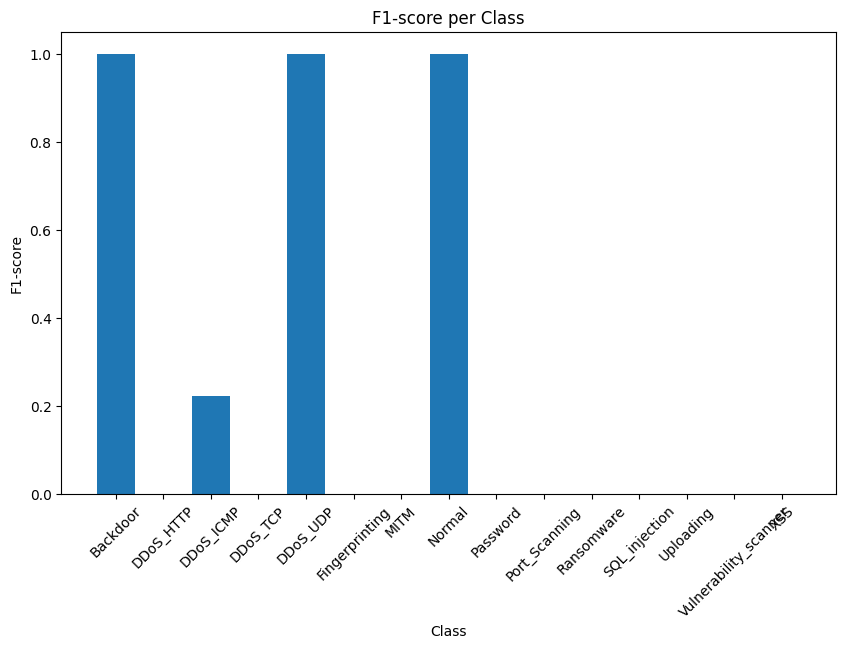 F1-score per Class
F1-score
1.0
0.8
0.6
0.4
0.2
0.0
Backdoor
DDoS_HTTP
DDoS_ICMP
DDoS_TCP
DDoS_UDP
Fingerprinting
MITM
Normal
Password
Port_Scanning
Ransomware
SQL_injection
Uploading
Vulnerability_scanner
XSS
Class